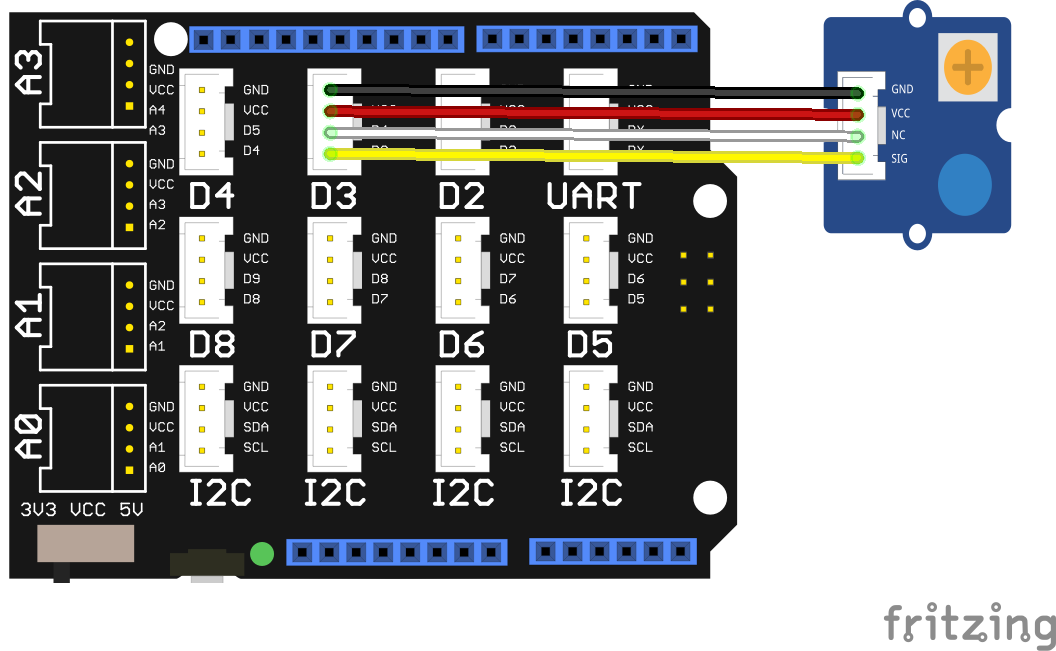 A3
GND
VCC
A4
A3
A2
GND
VCC
A3
A2
A1
GND
VCC
A2
A1
A0
GND
VCC
A1
A0
3V3 VCC 5V
GND
VCC
D5
D4
D4
D3
D2
UART
GND
VCC
NC
SIG
GND
VCC
D9
D8
D8
GND
VCC
D8
D7
D7
GND
VCC
D7
D6
D6
GND
VCC
D6
D5
D5
GND
VCC
SDA
SCL
I2C
GND
VCC
SDA
SCL
I2C
GND
VCC
SDA
SCL
I2C
GND
VCC
SDA
SCL
I2C
fritzing